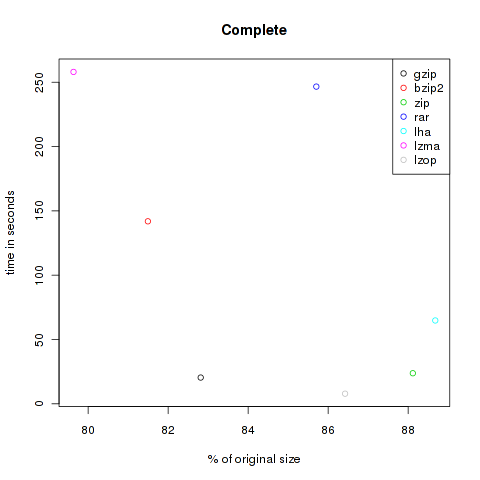 Complete
gzip
bzip2
zip
rar
lha
lzma
lzop
time in seconds
250
200
150
100
50
0
80 82 84 86 88
% of original size